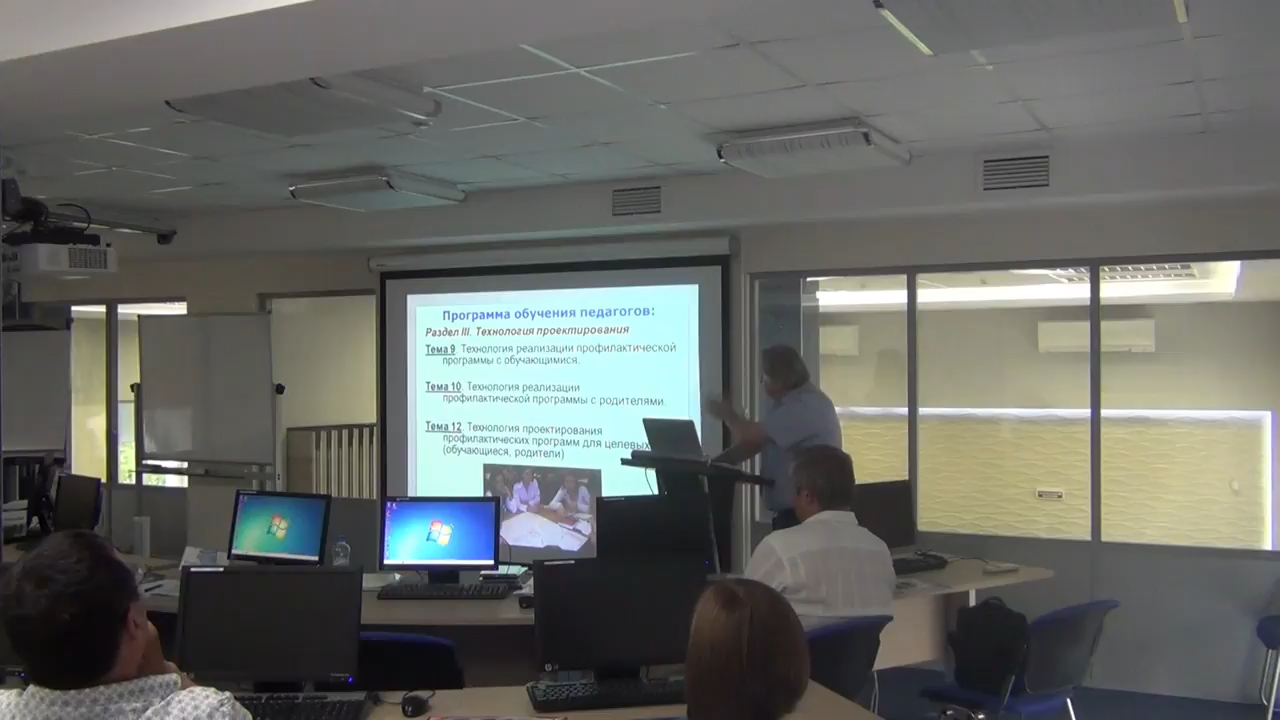 Программа обучения педагогов:
Раздел III. Технология проектирования
Тема 9. Технология реализации профилактической
программы с обучающимися.
Тема 10. Технология реализации
профилактической программы с родителями.
Тема 12. Технология проектирования
профилактических программ для целевых
(обучающиеся, родители)